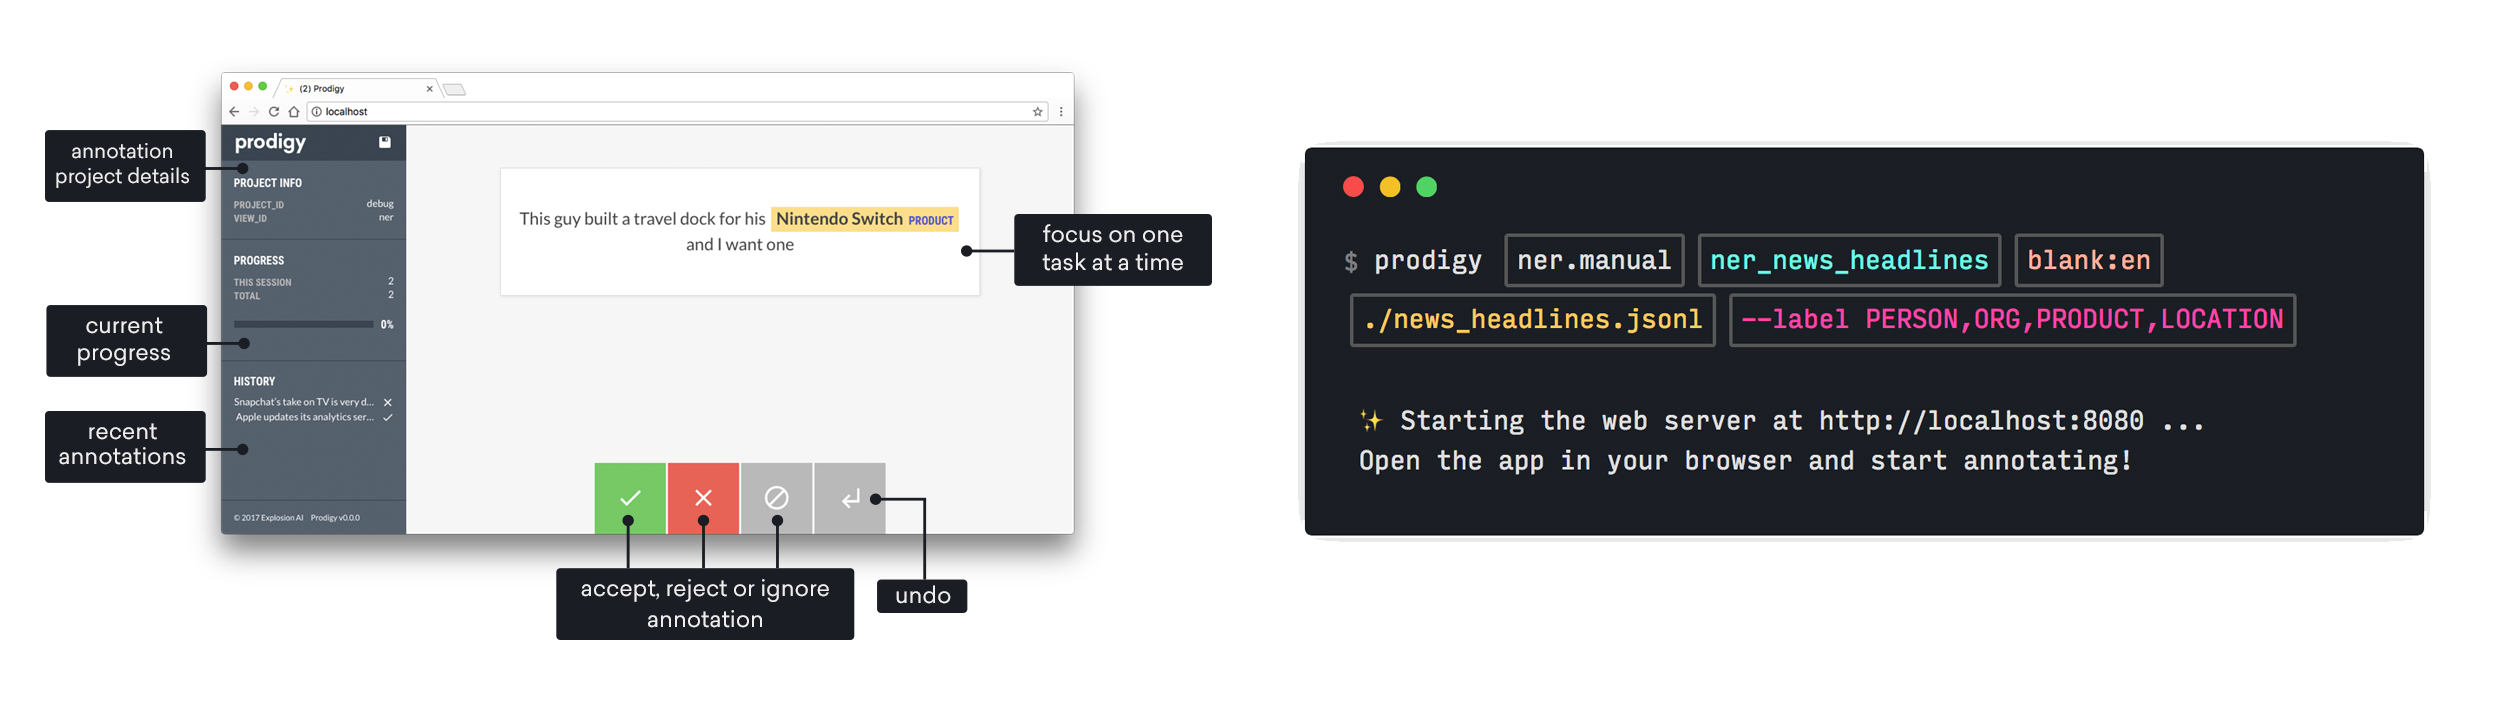 (2) Prodigy
localhost
prodigy
PROJECT INFO
PROJECT_ID debug
VIEW_ID ner
PROGRESS
THIS SESSION 2
TOTAL 2
0%
HISTORY
Snapchat's take on TV is very d...
Apple updates its analytics ser...
© 2017 Explosion AI Prodigy v0.0.0
annotation
project details
current
progress
recent
annotations
This guy built a travel dock for his Nintendo Switch PRODUCT
and I want one
focus on one
task at a time
accept, reject or ignore
annotation
undo
$ prodigy ner.manual ner_news_headlines blank:en
./news_headlines.jsonl --label PERSON,ORG,PRODUCT,LOCATION
✨ Starting the web server at http://localhost:8080 ...
Open the app in your browser and start annotating!